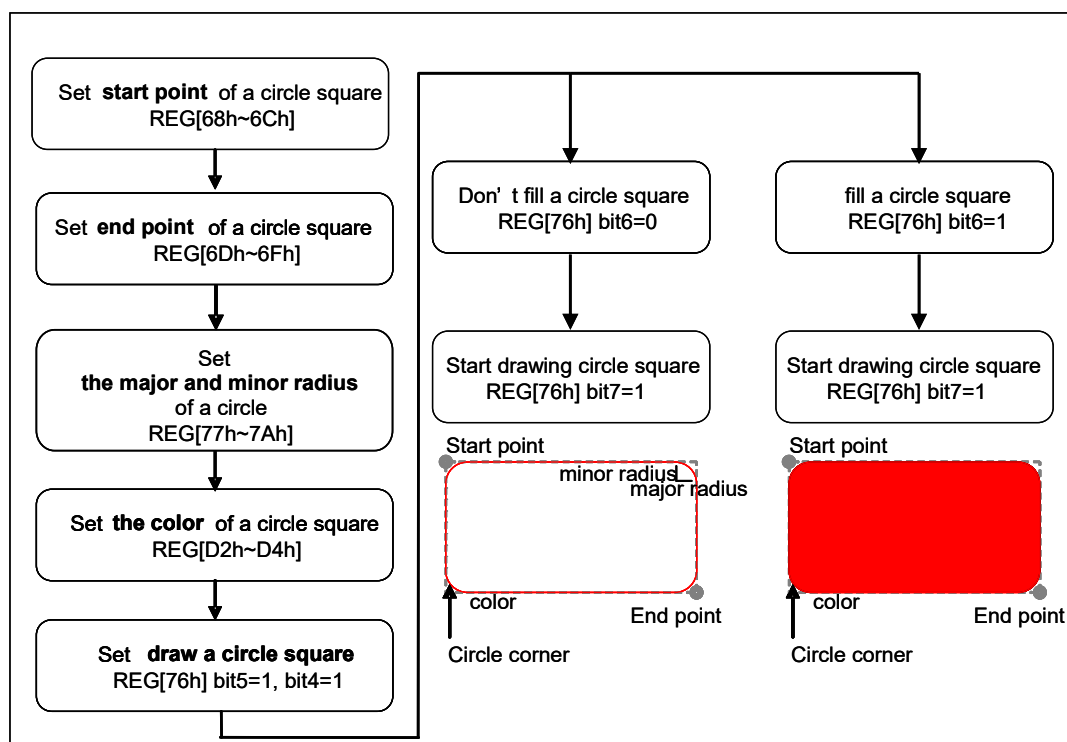 Set start point of a circle square
REG[68h~6Ch]
Set end point of a circle square
REG[6Dh~6Fh]
Set
the major and minor radius
of a circle
REG[77h~7Ah]
Set the color of a circle square
REG[D2h~D4h]
Set draw a circle square
REG[76h] bit5=1, bit4=1
Don' t fill a circle square
REG[76h] bit6=0
Start drawing circle square
REG[76h] bit7=1
Start point
minor radius
major radius
color
End point
Circle corner
fill a circle square
REG[76h] bit6=1
Start drawing circle square
REG[76h] bit7=1
Start point
color
End point
Circle corner